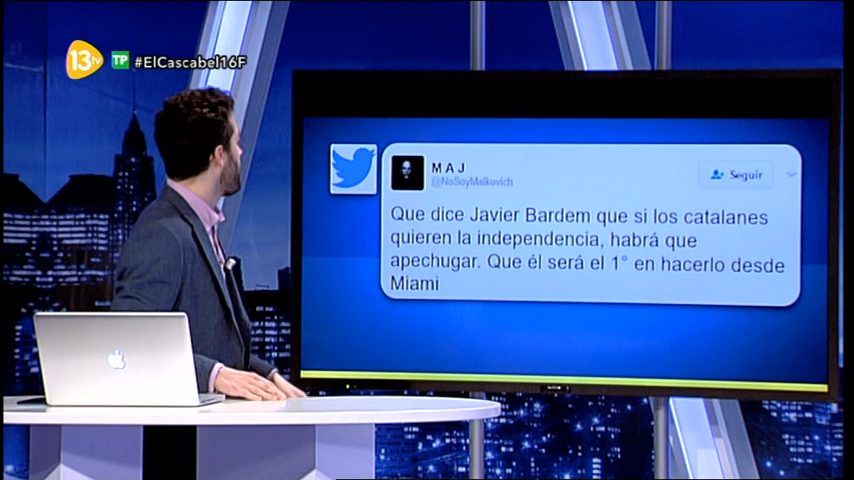 13tv TP #ElCascabel16F
M A J
@NoSoyMalkovich
Seguir
Que dice Javier Bardem que si los catalanes
quieren la independencia, habrá que
apechugar. Que él será el 1° en hacerlo desde
Miami